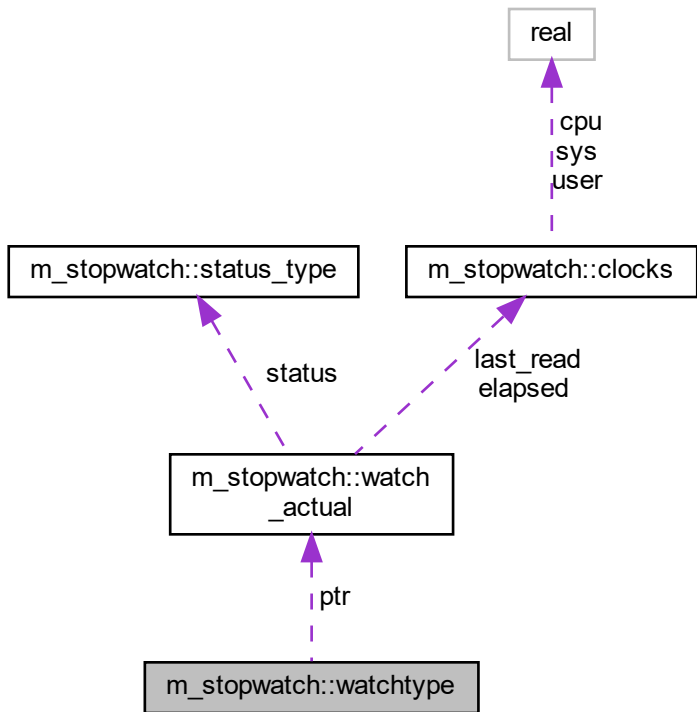 real
cpu
sys
user
m_stopwatch::status_type
m_stopwatch::clocks
status
last_read
elapsed
m_stopwatch::watch
_actual
ptr
m_stopwatch::watchtype